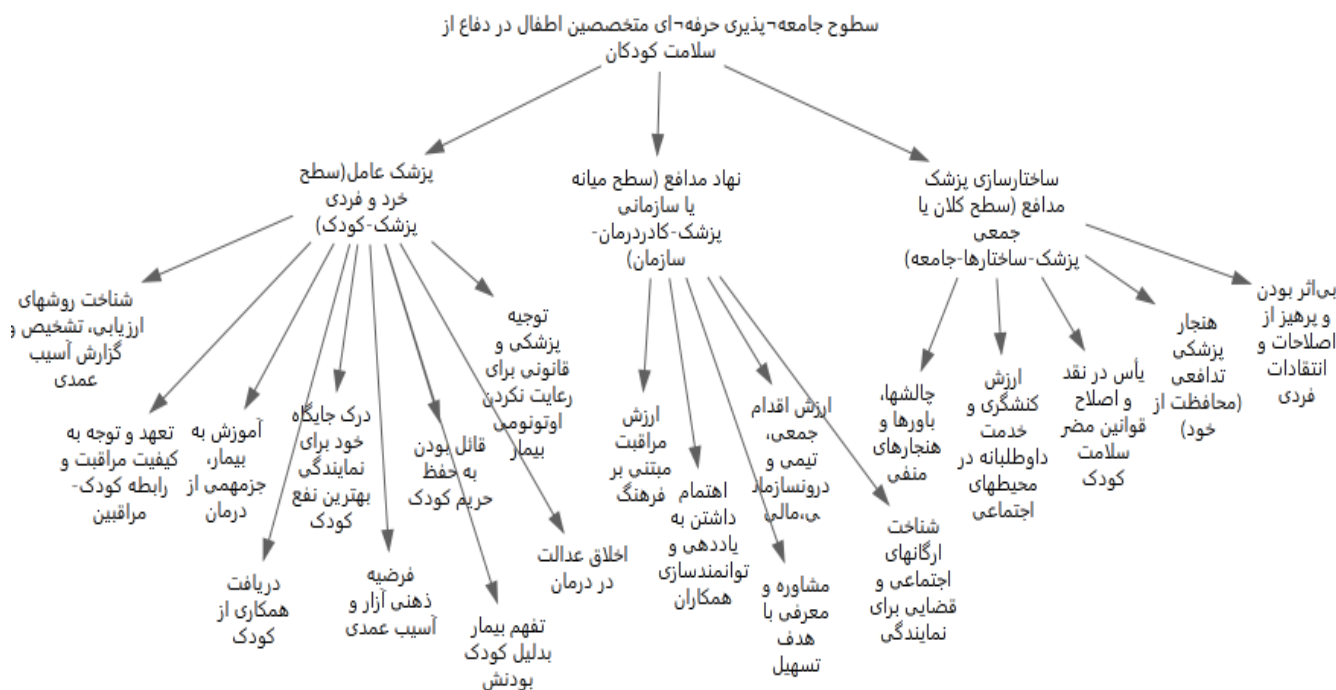 سطوح جامعه¬پذیری حرفه¬ای متخصصین اطفال در دفاع از
سلامت کودکان
ساختارسازی پزشک
مدافع (سطح کلان یا
جمعی
پزشک-ساختارها-جامعه)
نهاد مدافع (سطح میانه
یا سازمانی
پزشک-کادردرمان-
سازمان)
پزشک عامل(سطح
خرد و فردی
پزشک-کودک)
بی‌اثر بودن
و پرهیز از
اصلاحات و
انتقادات
فردی
هنجار
پزشکی
تدافعی
(محافظت از
خود)
یأس در نقد
و اصلاح
قوانین مضر
سلامت
کودک
ارزش
کنشگری و
خدمت
داوطلبانه در
محیطهای
اجتماعی
چالشها،
باورها و
هنجارهای
منفی
شناخت
ارگانهای
اجتماعی و
قضایی برای
نمایندگی
ارزش اقدام
جمعی،
تیمی و
درونسازماند
ی،مالی
مشاوره و
معرفی با
هدف
تسهیل
اهتمام
داشتن به
یاددهی و
توانمندسازی
همکاران
ارزش
مراقبت
مبتنی بر
فرهنگ
توجیه
پزشکی و
قانونی برای
رعایت نکردن
اوتونومی
بیمار
اخلاق عدالت
در درمان
قائل بودن
به حفظ
حریم کودک
تفهم بیمار
بدلیل کودک
بودنش
فرضیه
ذهنی آزار و
آسیب عمدی
درک جایگاه
خود برای
نمایندگی
بهترین نفع
کودک
دریافت
همکاری از
کودک
آموزش به
بیمار،
جزمهمی از
درمان
تعهد و توجه به
کیفیت مراقبت و
رابطه کودک-
مراقبین
شناخت روشهای
ارزیابی، تشخیص و
گزارش آسیب
عمدی